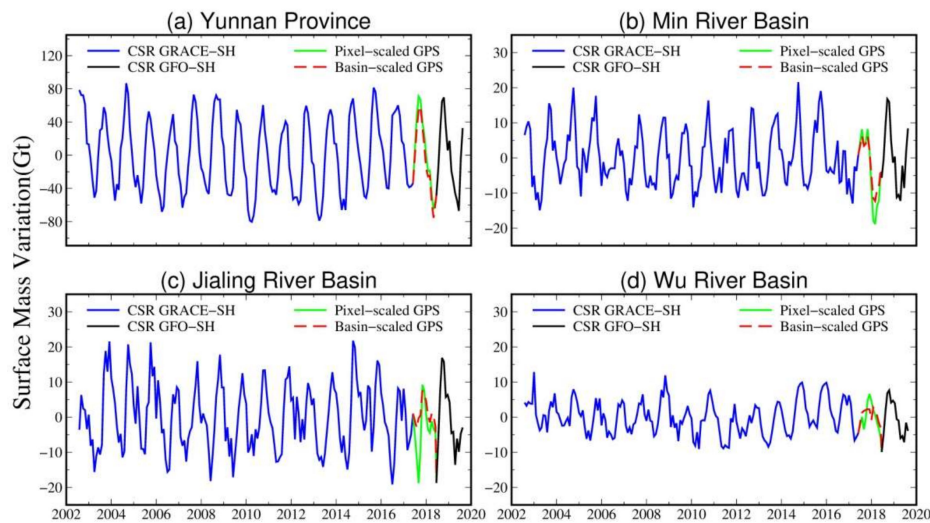 (a) Yunnan Province
(b) Min River Basin
CSR GRACE−SH
Pixel−scaled GPS
CSR GFO−SH
Basin−scaled GPS
CSR GRACE−SH
Pixel−scaled GPS
CSR GFO−SH
Basin−scaled GPS
120
80
40
0
−40
−80
30
20
10
0
−10
−20
Surface Mass Variation(Gt)
(c) Jialing River Basin
(d) Wu River Basin
CSR GRACE−SH
Pixel−scaled GPS
CSR GFO−SH
Basin−scaled GPS
CSR GRACE−SH
Pixel−scaled GPS
CSR GFO−SH
Basin−scaled GPS
30
20
10
0
−10
−20
30
20
10
0
−10
−20
2002 2004 2006 2008 2010 2012 2014 2016 2018 2020
2002 2004 2006 2008 2010 2012 2014 2016 2018 2020